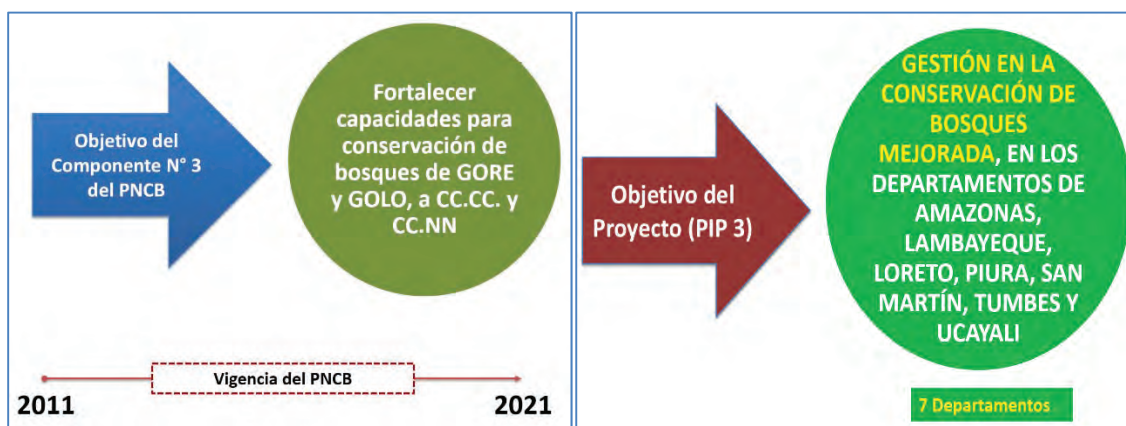 Objetivo del
Componente N° 3
del PNCB
Fortalecer
capacidades para
conservación de
bosques de GORE
y GOLO, a CC.CC. y
CC.NN
Vigencia del PNCB
2011
2021
Objetivo del
Proyecto (PIP 3)
GESTIÓN EN LA
CONSERVACIÓN DE
BOSQUES
MEJORADA, EN LOS
DEPARTAMENTOS DE
AMAZONAS,
LAMBAYEQUE,
LORETO, PIURA, SAN
MARTÍN, TUMBES Y
UCAYALI
7 Departamentos